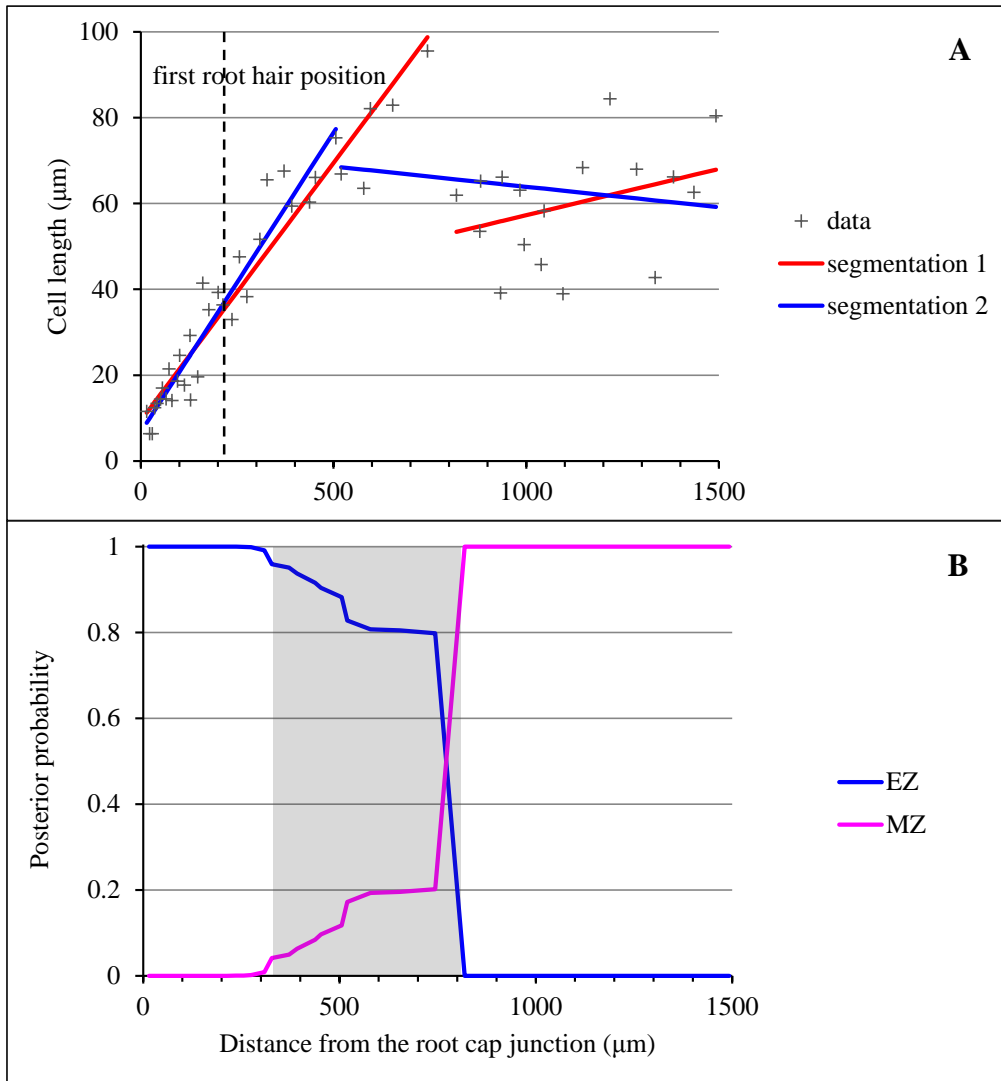 A
100
80
60
40
20
0
Cell length (μm)
first root hair position
data
segmentation 1
segmentation 2
0 500 1000 1500
B
1
0.8
0.6
0.4
0.2
0
Posterior probability
EZ
MZ
0 500 1000 1500
Distance from the root cap junction (μm)